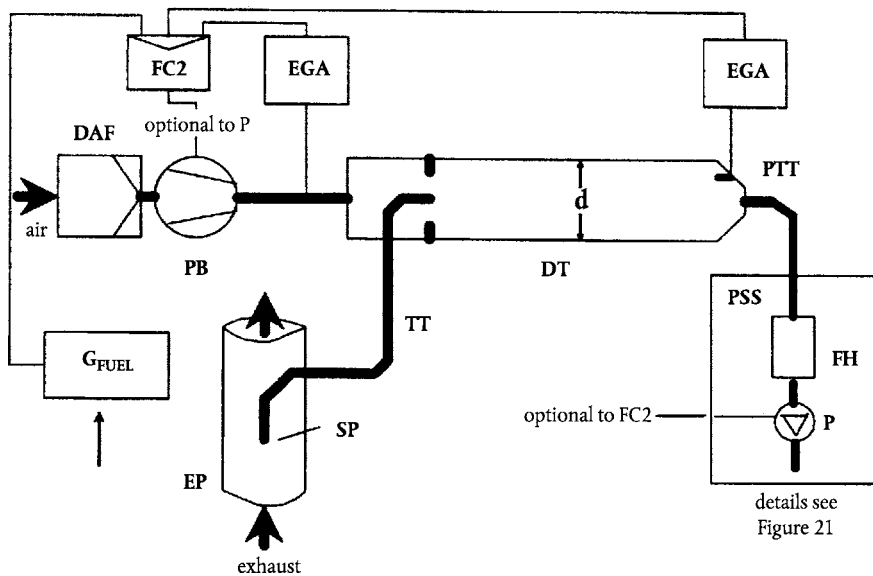 FC2
EGA
EGA
optional to P
DAF
PTT
air
d
PB
DT
PSS
TT
G_FUEL
FH
optional to FC2
P
SP
EP
details see
Figure 21
exhaust